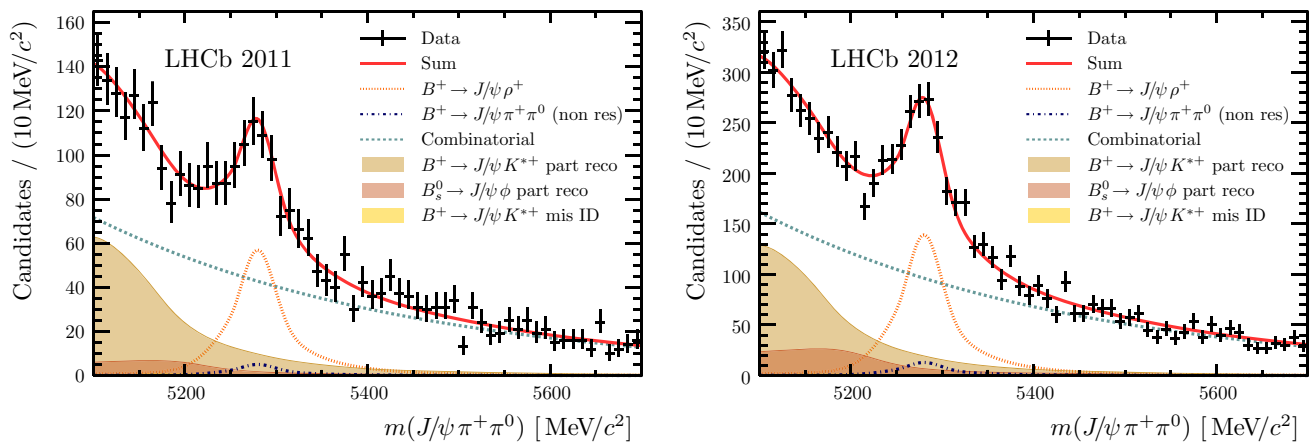 LHCb 2011
Data
Sum
B⁺ → J/ψ ρ⁺
B⁺ → J/ψ π⁺π⁰ (non res)
Combinatorial
B⁺ → J/ψ K*⁺ part reco
B⁰ₛ → J/ψ ϕ part reco
B⁺ → J/ψ K*⁺ mis ID
Candidates / (10 MeV/c²)
160
140
120
100
80
60
40
20
0
5200
5400
5600
m(J/ψ π⁺π⁰) [MeV/c²]
LHCb 2012
Data
Sum
B⁺ → J/ψ ρ⁺
B⁺ → J/ψ π⁺π⁰ (non res)
Combinatorial
B⁺ → J/ψ K*⁺ part reco
B⁰ₛ → J/ψ ϕ part reco
B⁺ → J/ψ K*⁺ mis ID
Candidates / (10 MeV/c²)
350
300
250
200
150
100
50
0
5200
5400
5600
m(J/ψ π⁺π⁰) [MeV/c²]